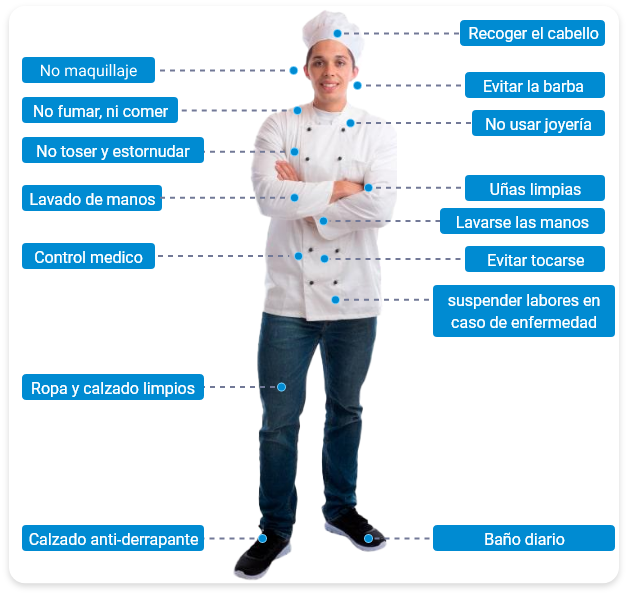 Recoger el cabello
No maquillaje
Evitar la barba
No fumar, ni comer
No usar joyería
No toser y estornudar
Uñas limpias
Lavado de manos
Lavarse las manos
Control medico
Evitar tocarse
suspender labores en
caso de enfermedad
Ropa y calzado limpios
Calzado anti-derrapante
Baño diario